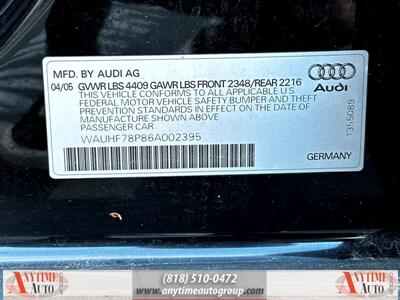 MFD. BY AUDI AG
04/05 GVWR LBS 4409 GAWR LBS FRONT 2348/REAR 2216
THIS VEHICLE CONFORMS TO ALL APPLICABLE U.S
FEDERAL MOTOR VEHICLE SAFETY BUMPER AND THEFT
PREVENTION STANDARDS IN EFFECT ON THE DATE OF
MANUFACTURE SHOWN ABOVE.
PASSENGER CAR.
WAUHF78P86A002395
Audi
1355089
GERMANY
ANYTIME AUTO
(818) 510-0472
www.anytimeautogroup.com
ANYTIME AUTO